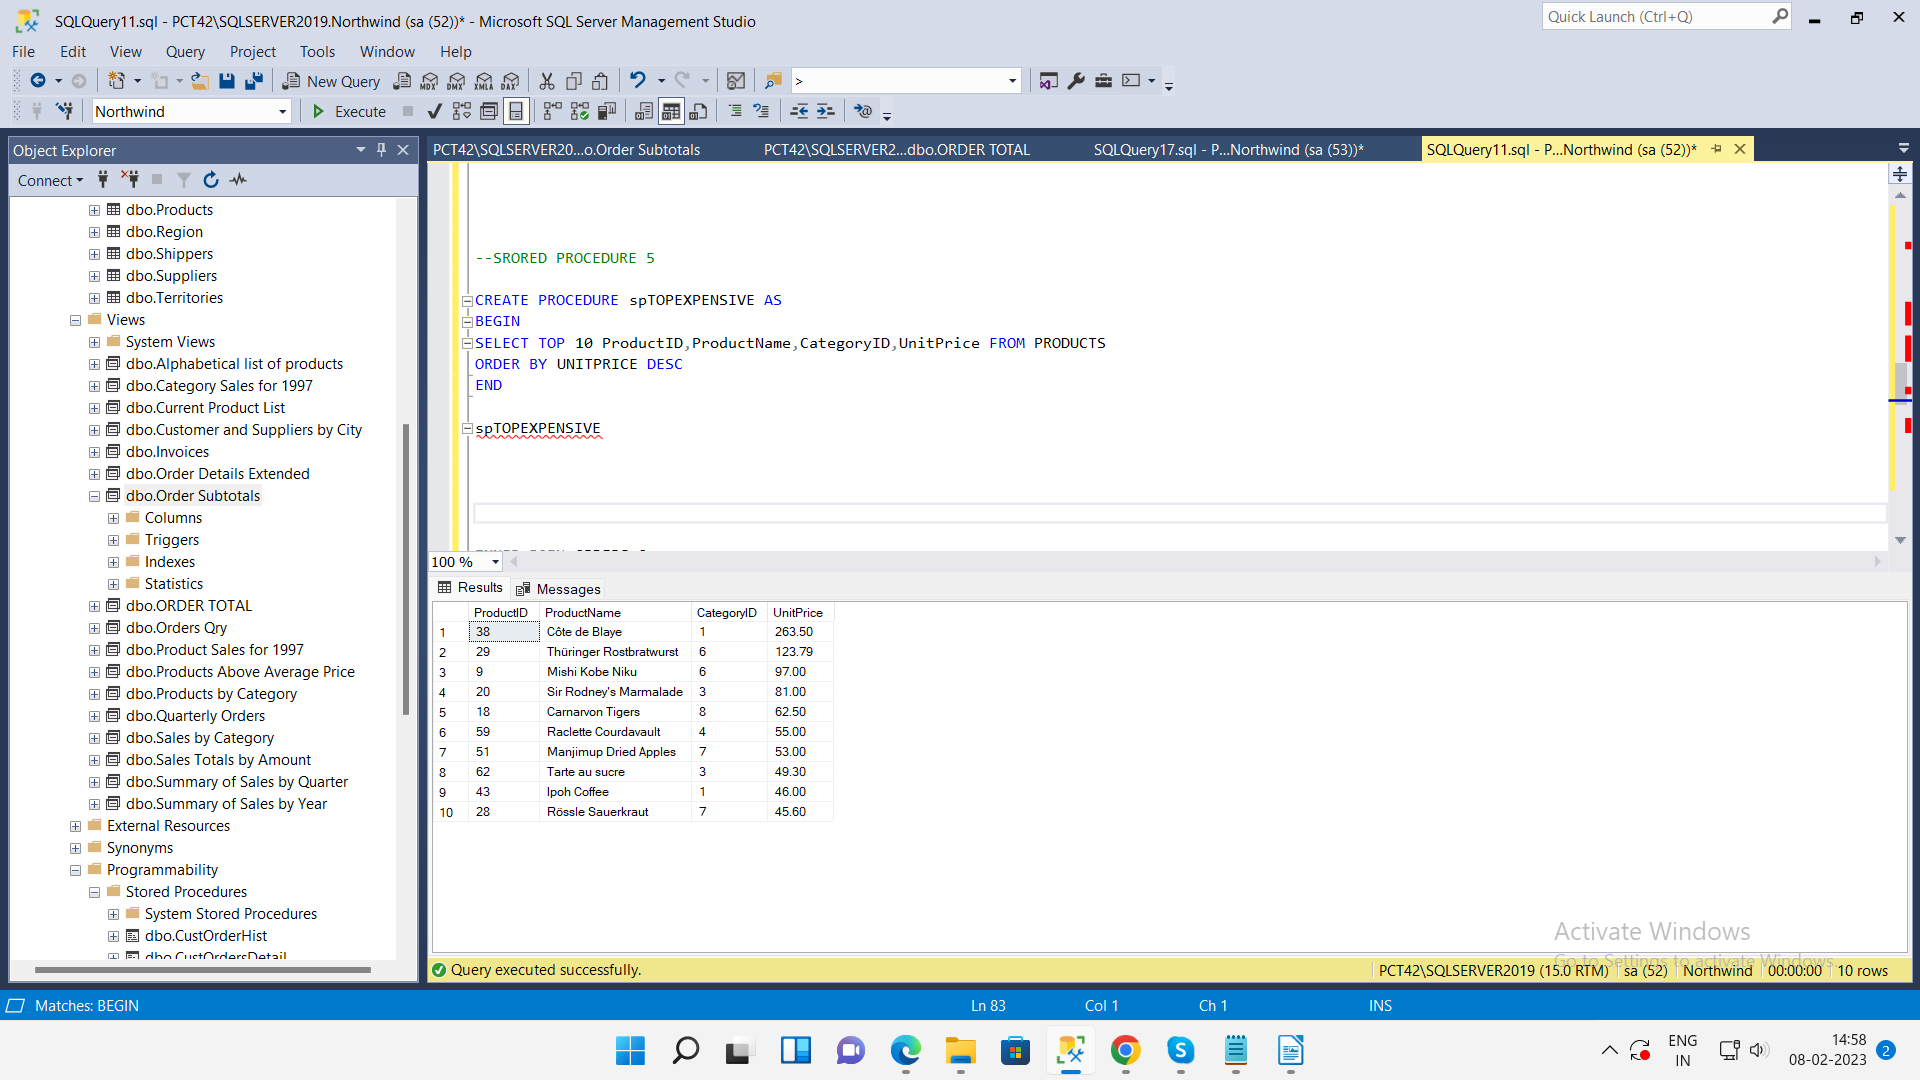 SQLQuery11.sql - PCT42\SQLSERVER2019.Northwind (sa (52))* - Microsoft SQL Server Management Studio
Quick Launch (Ctrl+Q)
File Edit View Query Project Tools Window Help
New Query MDX DMX XMLA DAX >
Northwind Execute
Object Explorer
PCT42\SQLSERVER20...o.Order Subtotals PCT42\SQLSERVER2...dbo.ORDER TOTAL SQLQuery17.sql - P...Northwind (sa (53))* SQLQuery11.sql - P...Northwind (sa (52))*
Connect
dbo.Products
dbo.Region
dbo.Shippers
dbo.Suppliers
dbo.Territories
Views
System Views
dbo.Alphabetical list of products
dbo.Category Sales for 1997
dbo.Current Product List
dbo.Customer and Suppliers by City
dbo.Invoices
dbo.Order Details Extended
dbo.Order Subtotals
Columns
Triggers
Indexes
Statistics
dbo.ORDER TOTAL
dbo.Orders Qry
dbo.Product Sales for 1997
dbo.Products Above Average Price
dbo.Products by Category
dbo.Quarterly Orders
dbo.Sales by Category
dbo.Sales Totals by Amount
dbo.Summary of Sales by Quarter
dbo.Summary of Sales by Year
External Resources
Synonyms
Programmability
Stored Procedures
System Stored Procedures
dbo.CustOrderHist
dbo.CustOrdersDetail
--SRORED PROCEDURE 5
CREATE PROCEDURE spTOPEXPENSIVE AS
BEGIN
SELECT TOP 10 ProductID,ProductName,CategoryID,UnitPrice FROM PRODUCTS
ORDER BY UNITPRICE DESC
END
spTOPEXPENSIVE
100 %
Results Messages
ProductID ProductName CategoryID UnitPrice
1 38 Côte de Blaye 1 263.50
2 29 Thüringer Rostbratwurst 6 123.79
3 9 Mishi Kobe Niku 6 97.00
4 20 Sir Rodney's Marmalade 3 81.00
5 18 Carnarvon Tigers 8 62.50
6 59 Raclette Courdavault 4 55.00
7 51 Manjimup Dried Apples 7 53.00
8 62 Tarte au sucre 3 49.30
9 43 Ipoh Coffee 1 46.00
10 28 Rössle Sauerkraut 7 45.60
Activate Windows
Go to Settings to activate Windows.
Query executed successfully. PCT42\SQLSERVER2019 (15.0 RTM) sa (52) Northwind 00:00:00 10 rows
Matches: BEGIN Ln 83 Col 1 Ch 1 INS
ENG
IN
14:58
08-02-2023
2